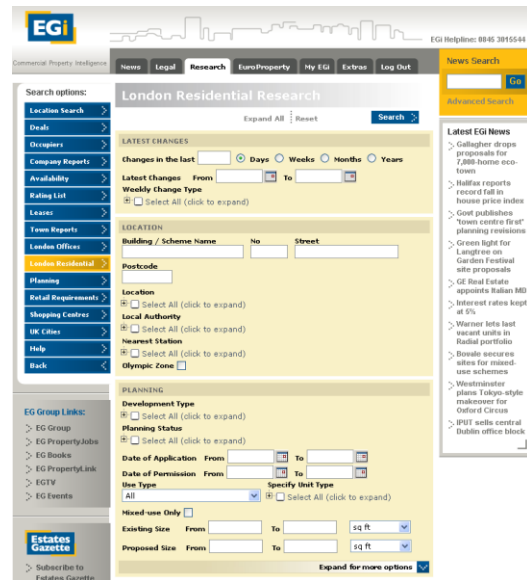 EGi
EGi Helpline: 0845 3015544
Commercial Property Intelligence
News Legal Research EuroProperty My EGi Extras Log Out
Search options:
Location Search
Deals
Occupiers
Company Reports
Availability
Rating List
Leases
Town Reports
London Offices
London Residential
Planning
Retail Requirements
Shopping Centres
UK Cities
Help
Back
EG Group Links:
EG Group
EG PropertyJobs
EG Books
EG PropertyLink
EGTV
EG Events
Estates
Gazette
Subscribe to
Estates Gazette
London Residential Research
Expand All Reset Search
LATEST CHANGES
Changes in the last Days Weeks Months Years
Latest Changes From To
Weekly Change Type
Select All (click to expand)
LOCATION
Building / Scheme Name No Street
Postcode
Location
Select All (click to expand)
Local Authority
Select All (click to expand)
Nearest Station
Select All (click to expand)
Olympic Zone
PLANNING
Development Type
Select All (click to expand)
Planning Status
Select All (click to expand)
Date of Application From To
Date of Permission From To
Use Type Specify Unit Type
All Select All (click to expand)
Mixed-use Only
Existing Size From To sq ft
Proposed Size From To sq ft
Expand for more options
News Search
Go
Advanced Search
Latest EGi News
Gallagher drops
proposals for
7,000-home eco-
town
Halifax reports
record fall in
house price index
Govt publishes
'town centre first'
planning revisions
Green light for
Langtree on
Garden Festival
site proposals
GE Real Estate
appoints Italian MD
Interest rates kept
at 5%
Warner lets last
vacant units in
Radial portfolio
Bovale secures
sites for mixed-
use schemes
Westminster
plans Tokyo-style
makeover for
Oxford Circus
IPUT sells central
Dublin office block